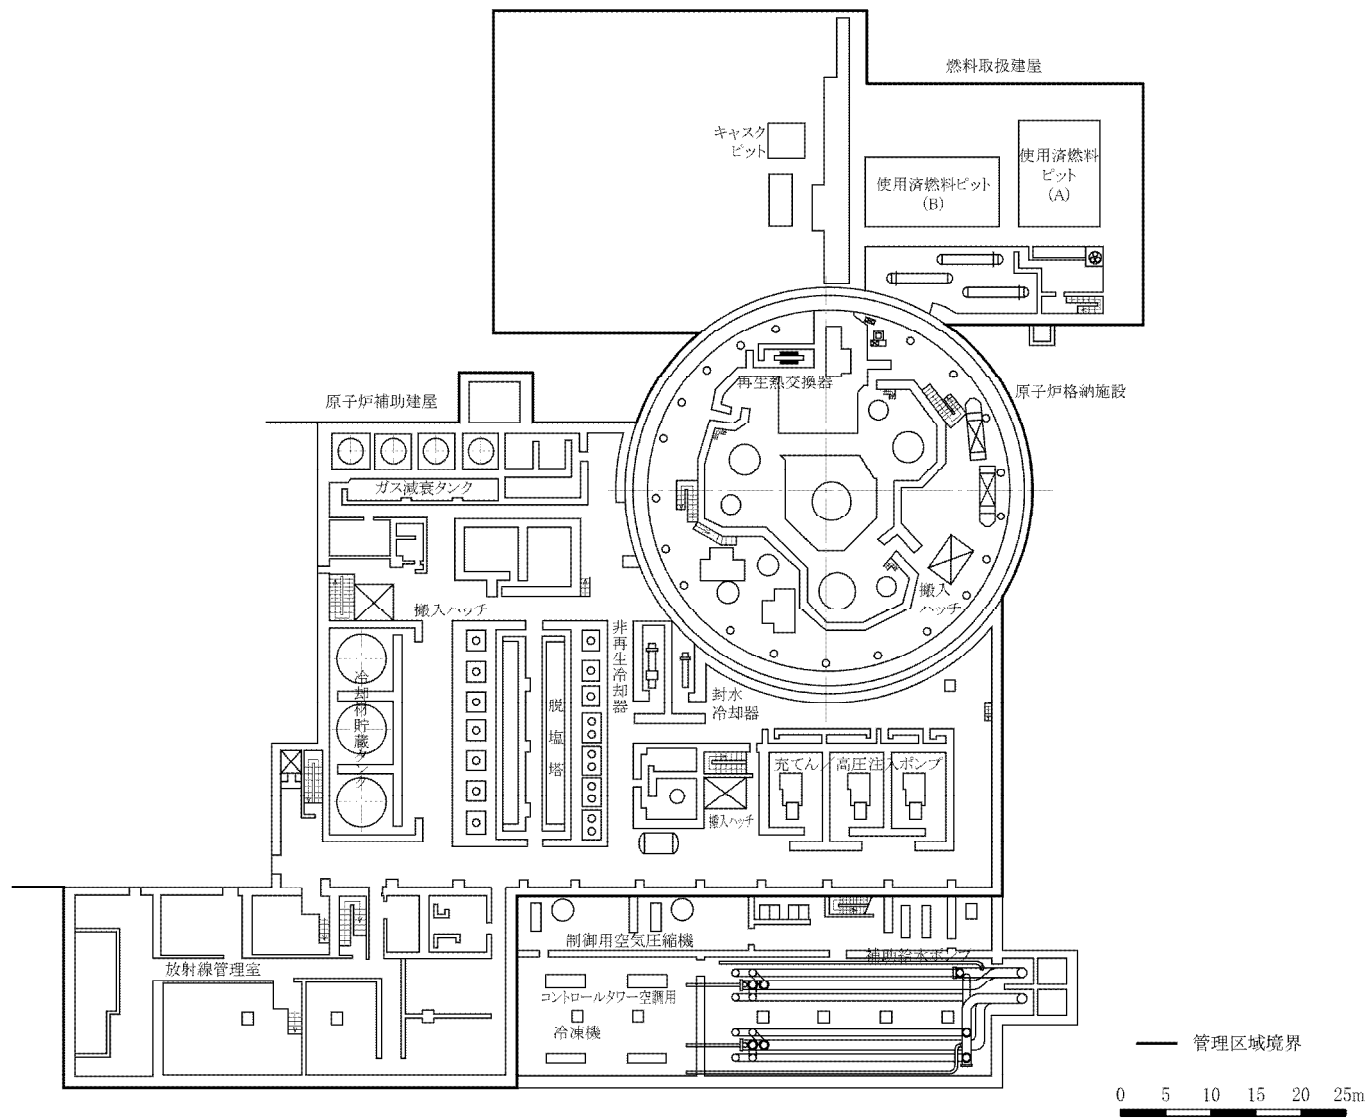 燃料取扱建屋
キャスク
ピット
使用済燃料
ピット
(A)
使用済燃料ピット
(B)
再生熱交換器
原子炉格納施設
原子炉補助建屋
ガス減衰タンク
搬入ハッチ
搬入
ハッチ
冷却材貯蔵タンク
脱塩塔
非再生冷却器
封水
冷却器
充てん／高圧注入ポンプ
搬入ハッチ
制御用空気圧縮機
補助給水ポンプ
放射線管理室
コントロールタワー空調用
冷凍機
管理区域境界
0 5 10 15 20 25m